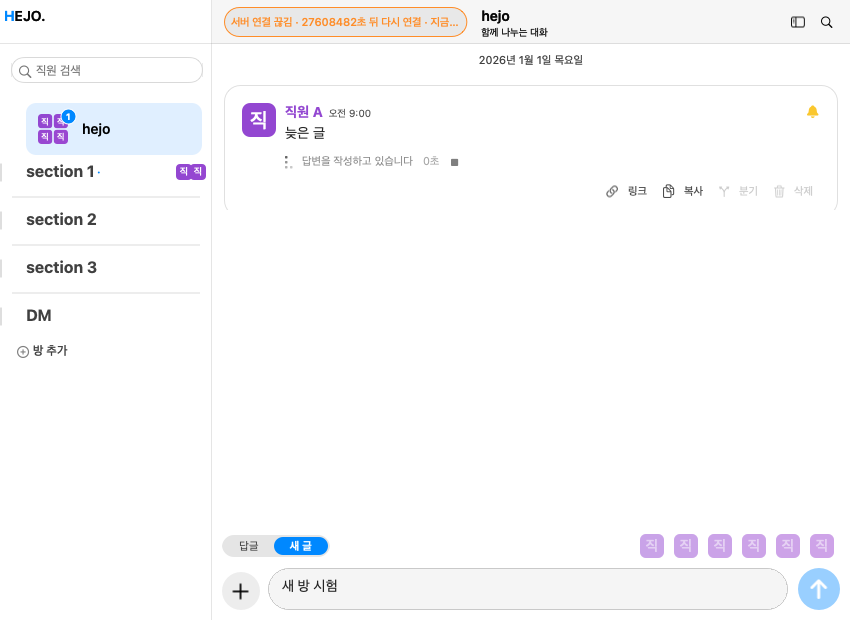 HEJO.
서버 연결 끊김 · 27608482초 뒤 다시 연결 · 지금...
hejo
함께 나누는 대화
직원 검색
2026년 1월 1일 목요일
직 직 1
직 직
hejo
직
직원 A 오전 9:00
늦은 글
답변을 작성하고 있습니다 0초
링크 복사 분기 삭제
section 1 ·
직 직
section 2
section 3
DM
방 추가
답글 새 글
직 직 직 직 직 직
새 방 시험